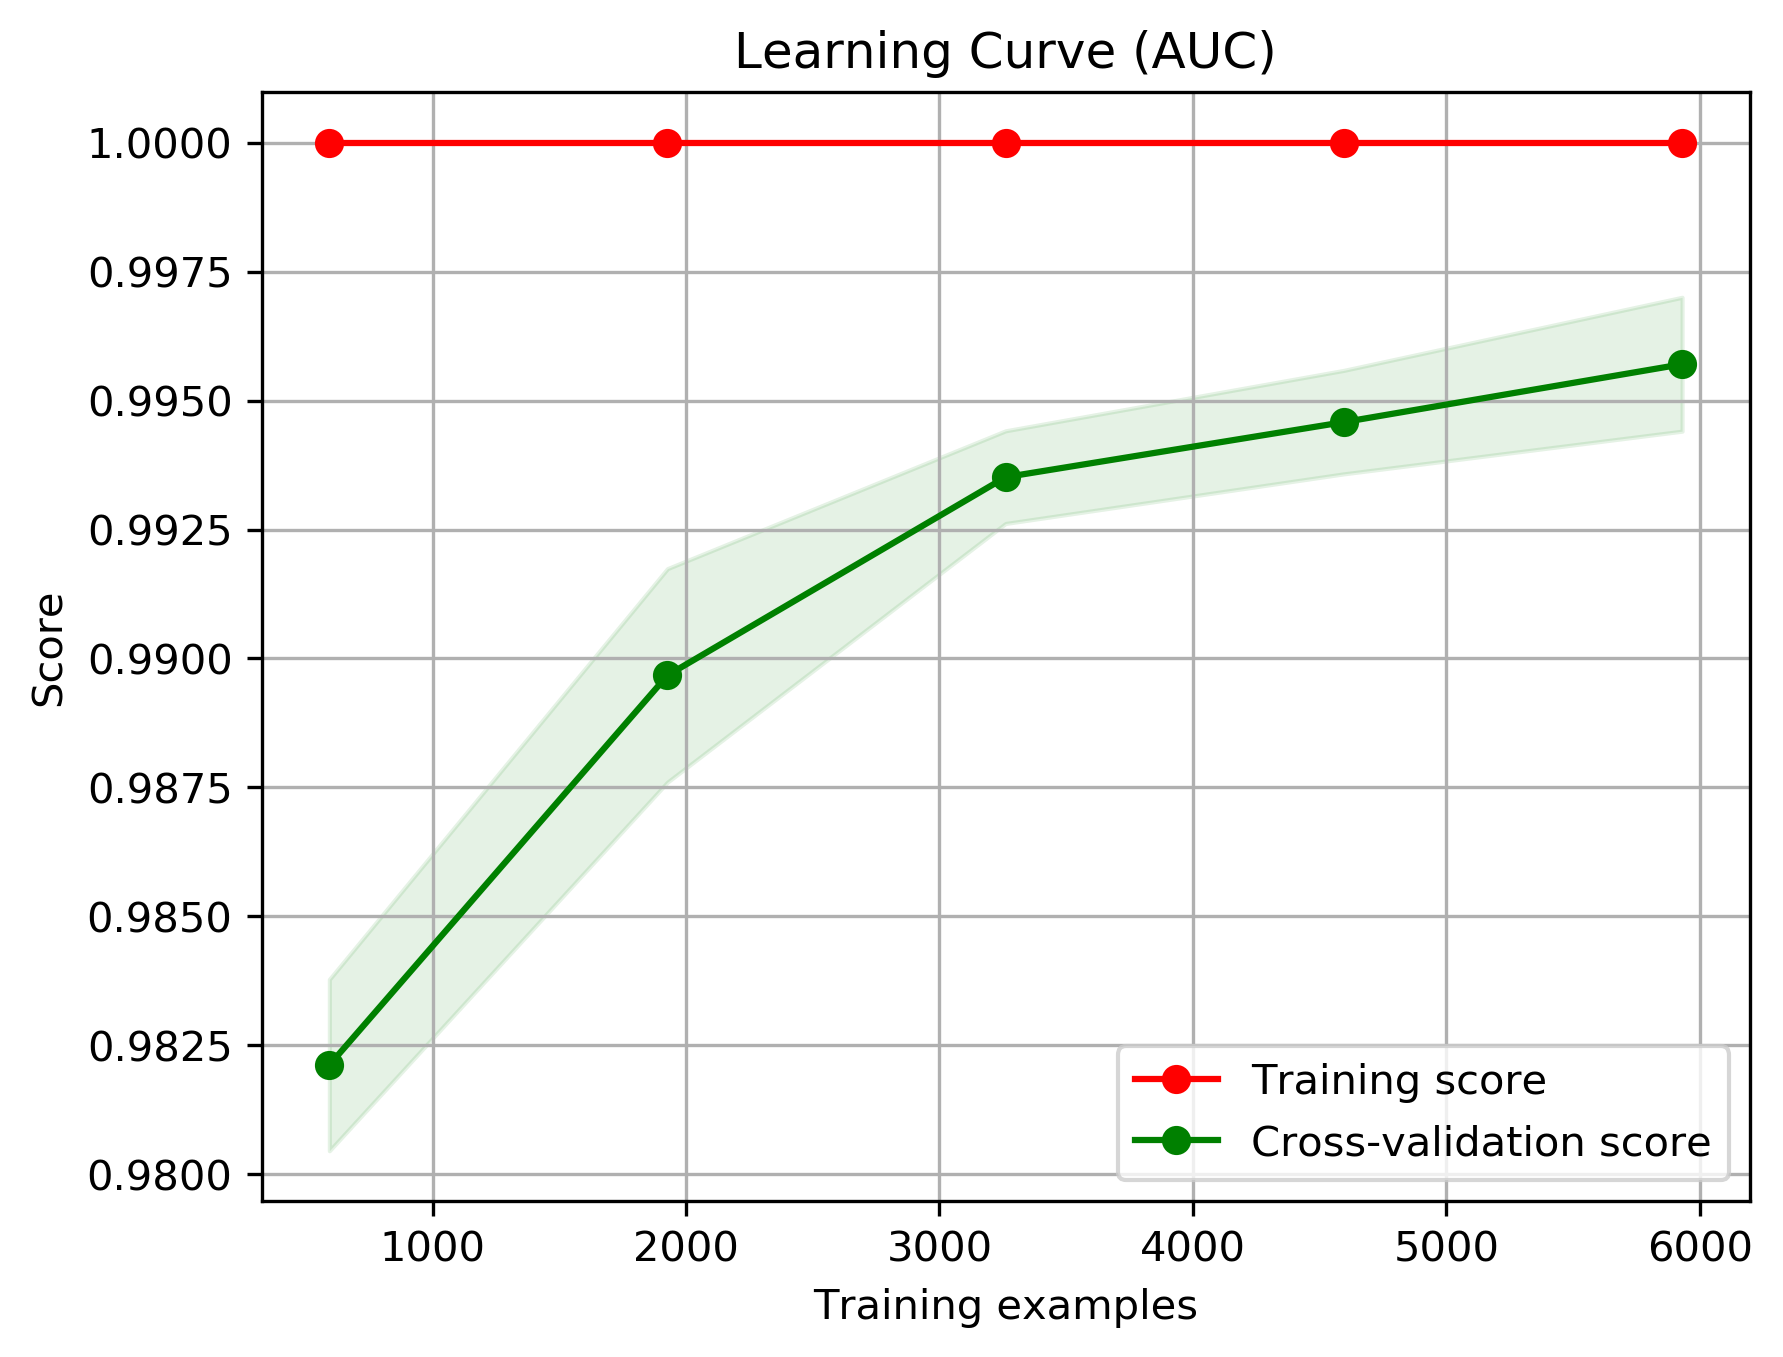 Learning Curve (AUC)
1.0000
0.9975
0.9950
0.9925
0.9900
0.9875
0.9850
0.9825
0.9800
Score
Training score
Cross-validation score
1000 2000 3000 4000 5000 6000
Training examples